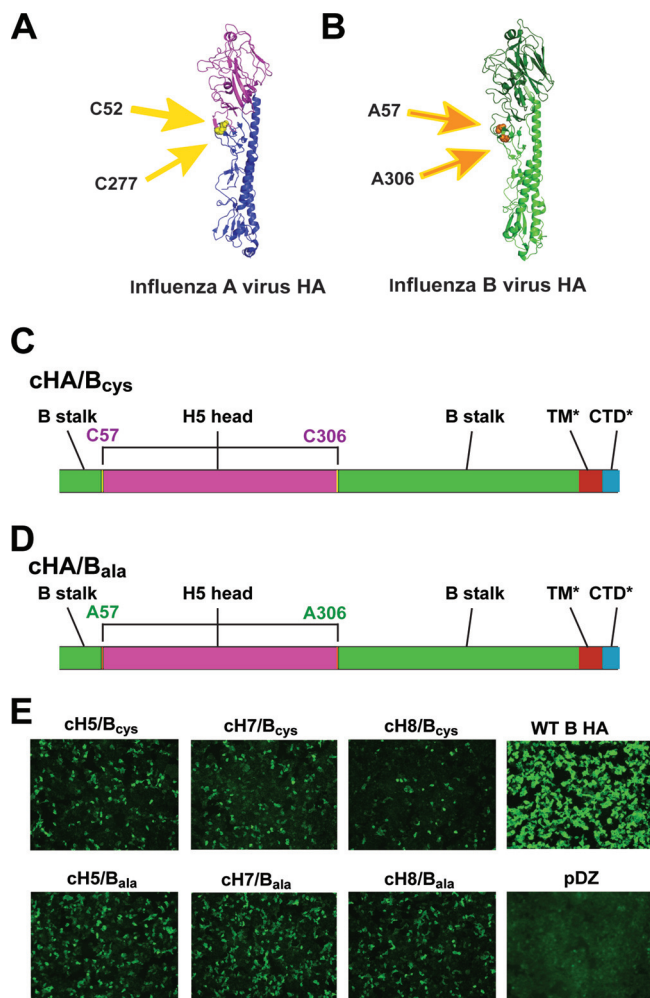 A
B
C52
C277
A57
A306
Influenza A virus HA
Influenza B virus HA
C
cHA/Bcys
B stalk
H5 head
B stalk
TM*
CTD*
C57
C306
D
cHA/Bala
B stalk
H5 head
B stalk
TM*
CTD*
A57
A306
E
cH5/Bcys
cH7/Bcys
cH8/Bcys
WT B HA
cH5/Bala
cH7/Bala
cH8/Bala
pDZ